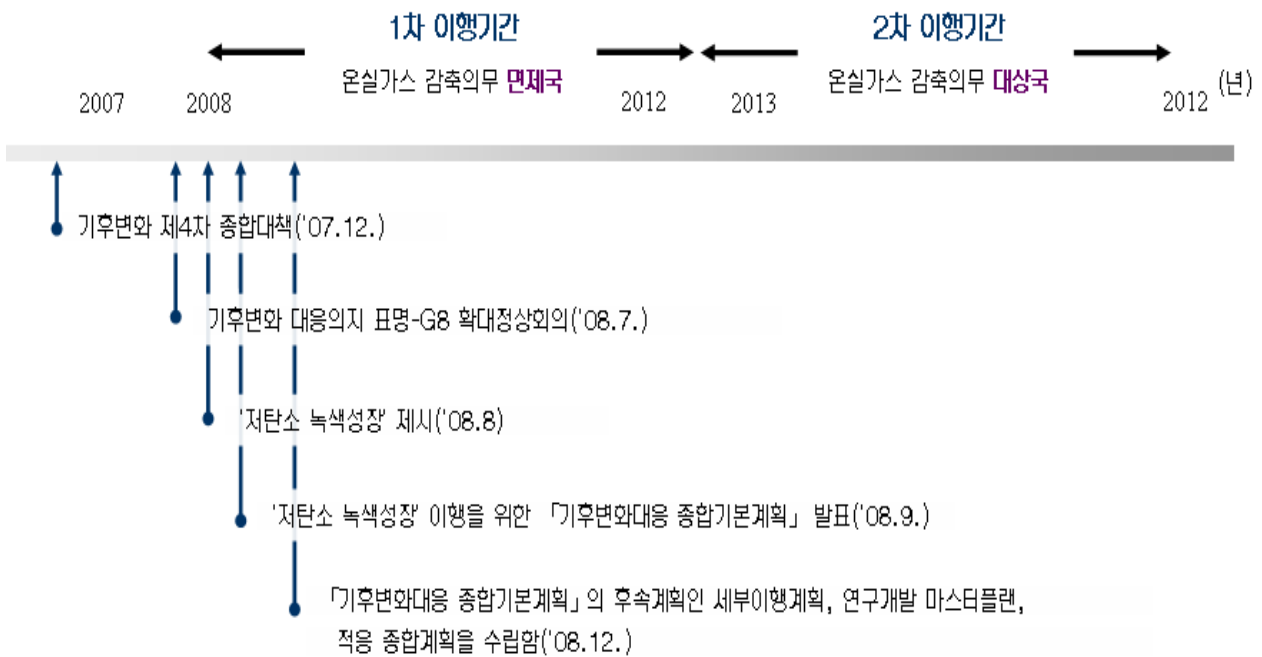 1차 이행기간
2차 이행기간
온실가스 감축의무 면제국
온실가스 감축의무 대상국
2007
2008
2012
2013
2012
(년)
기후변화 제4차 종합대책('07.12.)
기후변화 대응의지 표명-G8 확대정상회의('08.7.)
'저탄소 녹색성장' 제시('08.8)
'저탄소 녹색성장' 이행을 위한 「기후변화대응 종합기본계획」 발표('08.9.)
「기후변화대응 종합기본계획」의 후속계획인 세부이행계획, 연구개발 마스터플랜,
적응 종합계획을 수립함('08.12.)